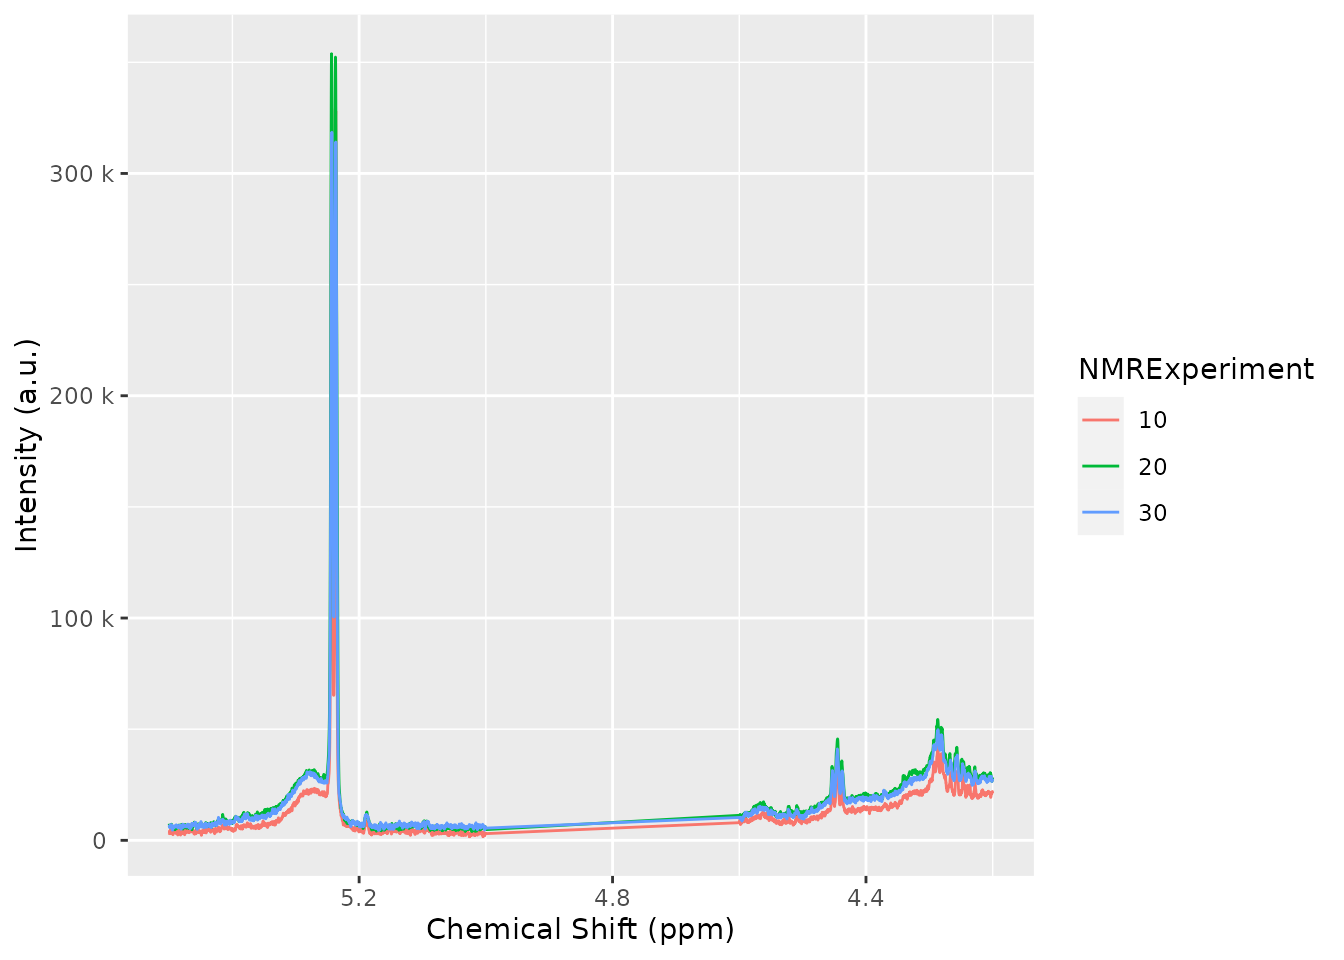 300 k
200 k
100 k
0
5.2
4.8
4.4
Chemical Shift (ppm)
Intensity (a.u.)
NMRExperiment
10
20
30